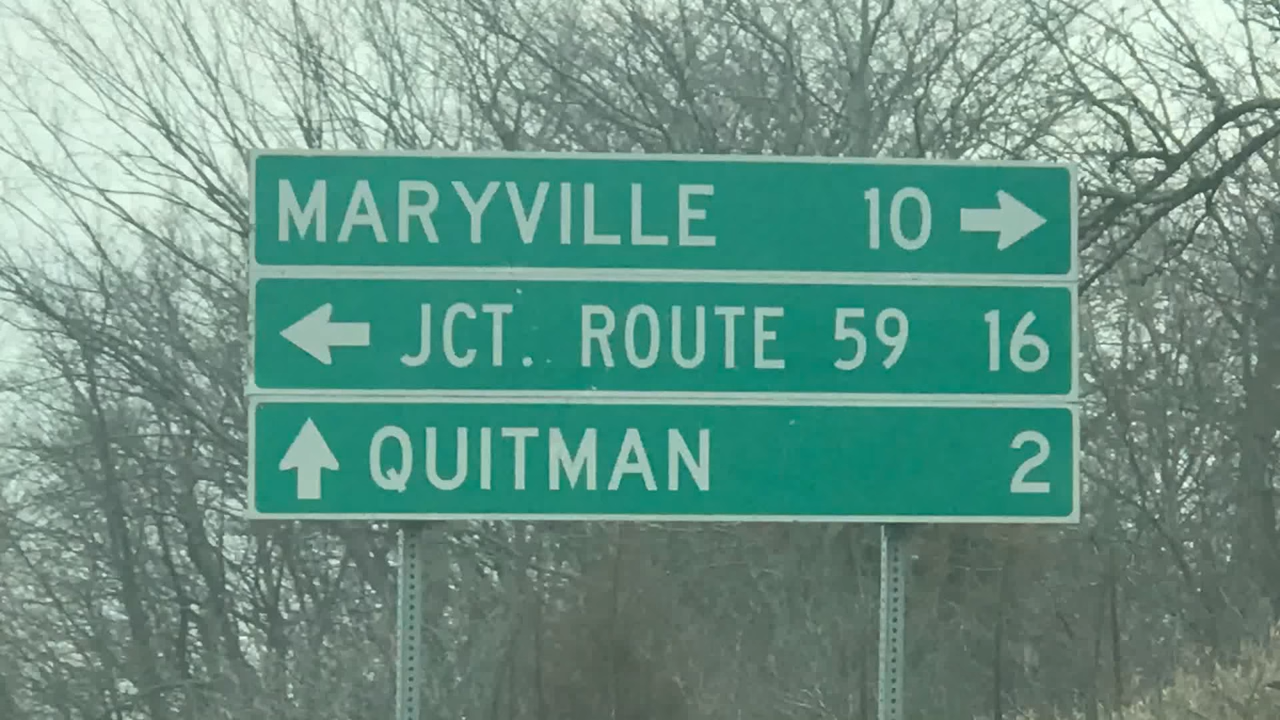 MARYVILLE 10 →
← JCT. ROUTE 59 16
↑ QUITMAN 2